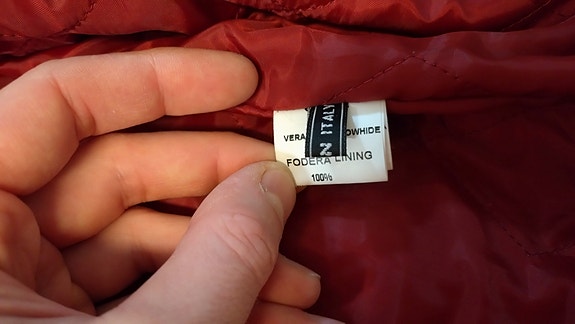 VERA OWHIDE
N ITALY
FODERA LINING
100%